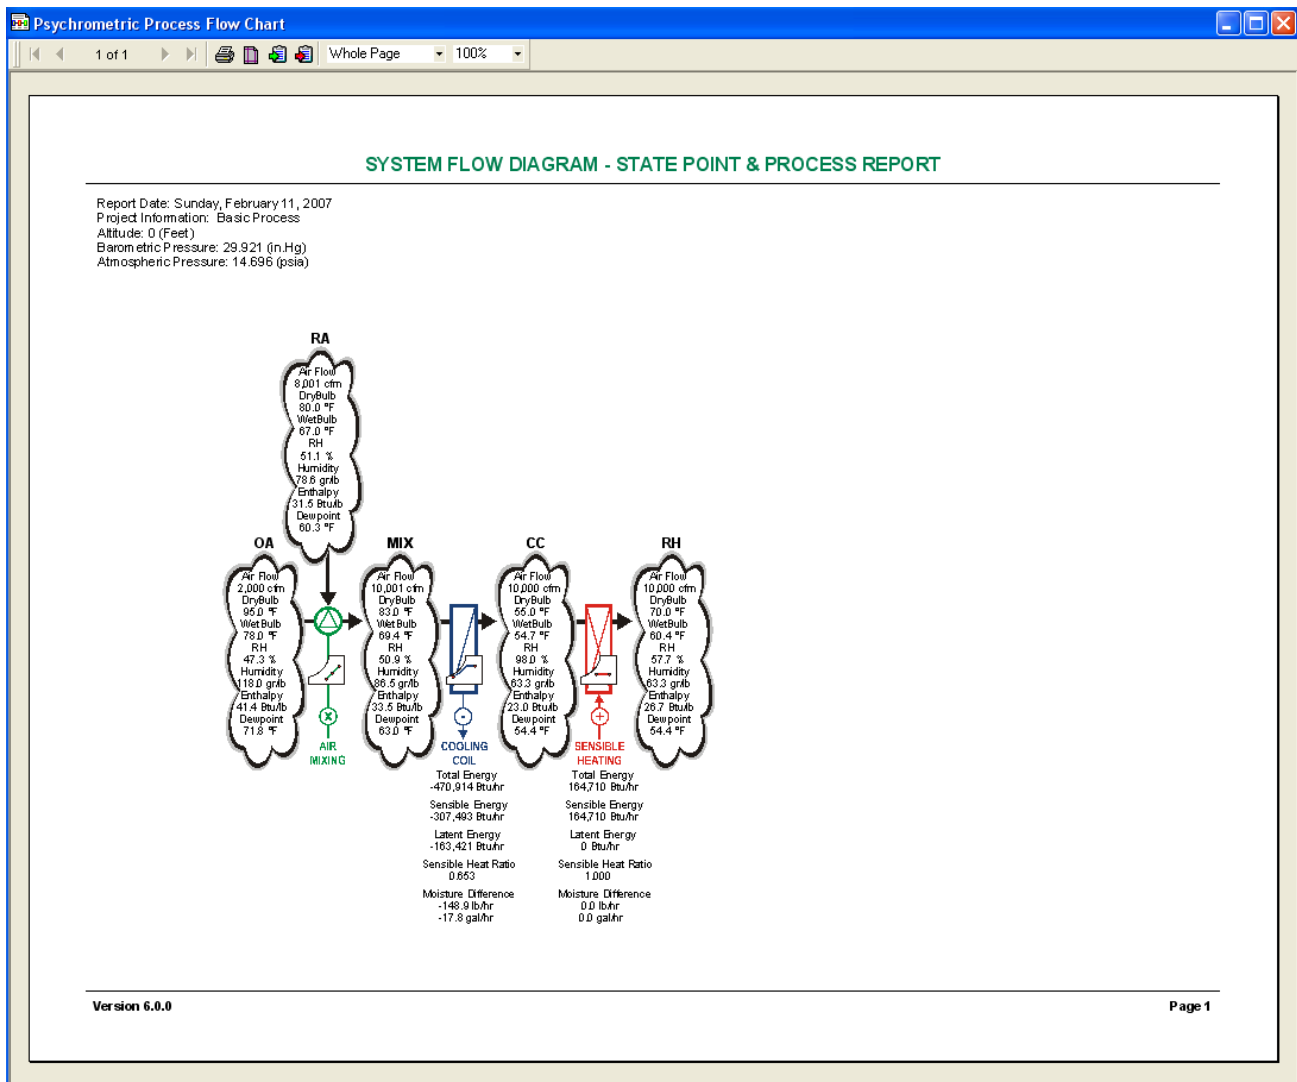 Psychrometric Process Flow Chart
1 of 1
Whole Page
100%
SYSTEM FLOW DIAGRAM - STATE POINT & PROCESS REPORT
Report Date: Sunday, February 11, 2007
Project Information: Basic Process
Altitude: 0 (Feet)
Barometric Pressure: 29.921 (in.Hg)
Atmospheric Pressure: 14.696 (psia)
RA
Air Flow
8,001 cfm
DryBulb
80.0 °F
WetBulb
67.0 °F
RH
51.1 %
Humidity
78.6 gr/lb
Enthalpy
31.5 Btu/lb
Dewpoint
60.3 °F
OA
Air Flow
2,000 cfm
DryBulb
95.0 °F
WetBulb
78.0 °F
RH
47.3 %
Humidity
118.0 gr/lb
Enthalpy
41.4 Btu/lb
Dewpoint
71.8 °F
X
AIR
MIXING
MIX
Air Flow
10,001 cfm
DryBulb
83.0 °F
WetBulb
69.4 °F
RH
50.9 %
Humidity
86.5 gr/lb
Enthalpy
33.5 Btu/lb
Dewpoint
63.0 °F
-
COOLING
COIL
Total Energy
-470,914 Btu/hr
Sensible Energy
-307,493 Btu/hr
Latent Energy
-163,421 Btu/hr
Sensible Heat Ratio
0.653
Moisture Difference
-148.9 lb/hr
-17.8 gal/hr
CC
Air Flow
10,000 cfm
DryBulb
55.0 °F
WetBulb
54.7 °F
RH
98.0 %
Humidity
63.3 gr/lb
Enthalpy
23.0 Btu/lb
Dewpoint
54.4 °F
+
SENSIBLE
HEATING
Total Energy
164,710 Btu/hr
Sensible Energy
164,710 Btu/hr
Latent Energy
0 Btu/hr
Sensible Heat Ratio
1.000
Moisture Difference
0.0 lb/hr
0.0 gal/hr
RH
Air Flow
10,000 cfm
DryBulb
70.0 °F
WetBulb
60.4 °F
RH
57.7 %
Humidity
63.3 gr/lb
Enthalpy
26.7 Btu/lb
Dewpoint
54.4 °F
Version 6.0.0
Page 1